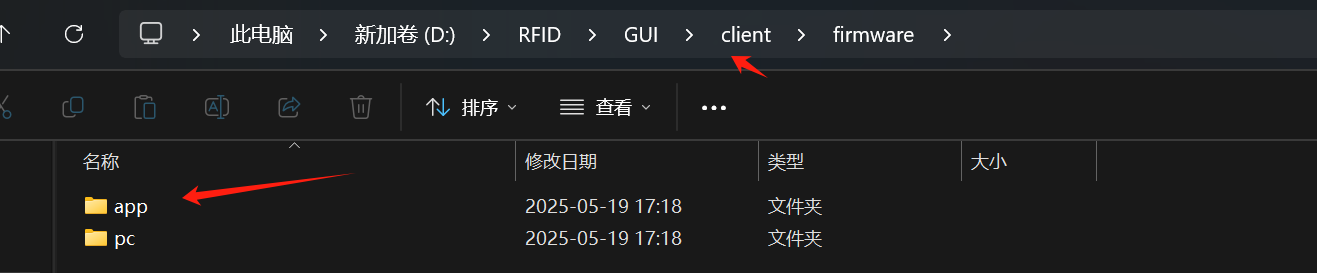 此电脑 新加卷 (D:) RFID GUI client firmware
排序 查看
名称 修改日期 类型 大小
app 2025-05-19 17:18 文件夹
pc 2025-05-19 17:18 文件夹